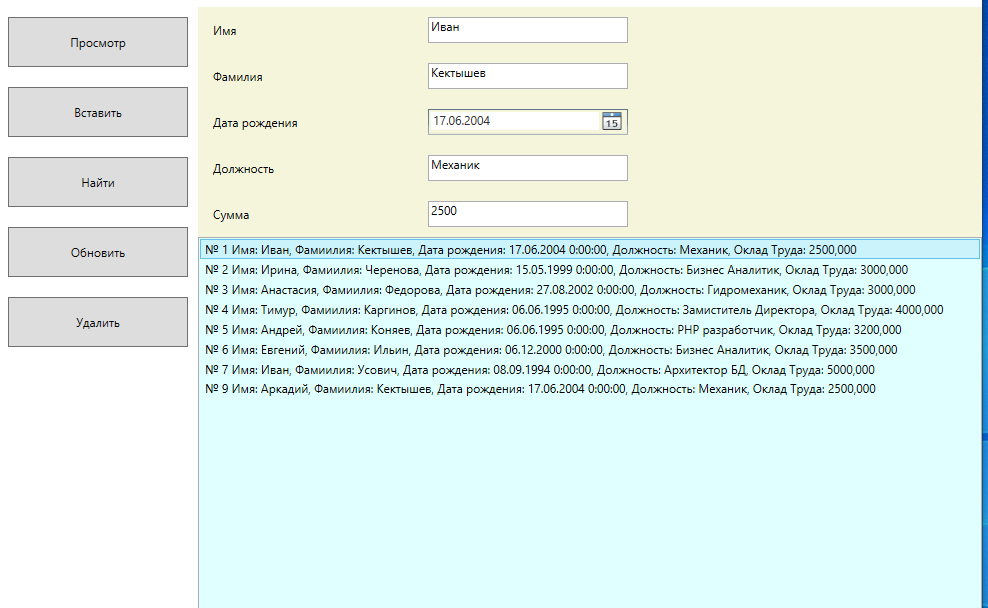 Просмотр
Вставить
Найти
Обновить
Удалить
Имя
Иван
Фамилия
Кектышев
Дата рождения
17.06.2004
15
Должность
Механик
Сумма
2500
№ 1 Имя: Иван, Фамиилия: Кектышев, Дата рождения: 17.06.2004 0:00:00, Должность: Механик, Оклад Труда: 2500,000
№ 2 Имя: Ирина, Фамиилия: Черенова, Дата рождения: 15.05.1999 0:00:00, Должность: Бизнес Аналитик, Оклад Труда: 3000,000
№ 3 Имя: Анастасия, Фамиилия: Федорова, Дата рождения: 27.08.2002 0:00:00, Должность: Гидромеханик, Оклад Труда: 3000,000
№ 4 Имя: Тимур, Фамиилия: Каргинов, Дата рождения: 06.06.1995 0:00:00, Должность: Замиститель Директора, Оклад Труда: 4000,000
№ 5 Имя: Андрей, Фамиилия: Коняев, Дата рождения: 06.06.1995 0:00:00, Должность: PHP разработчик, Оклад Труда: 3200,000
№ 6 Имя: Евгений, Фамиилия: Ильин, Дата рождения: 06.12.2000 0:00:00, Должность: Бизнес Аналитик, Оклад Труда: 3500,000
№ 7 Имя: Иван, Фамиилия: Усович, Дата рождения: 08.09.1994 0:00:00, Должность: Архитектор БД, Оклад Труда: 5000,000
№ 9 Имя: Аркадий, Фамиилия: Кектышев, Дата рождения: 17.06.2004 0:00:00, Должность: Механик, Оклад Труда: 2500,000